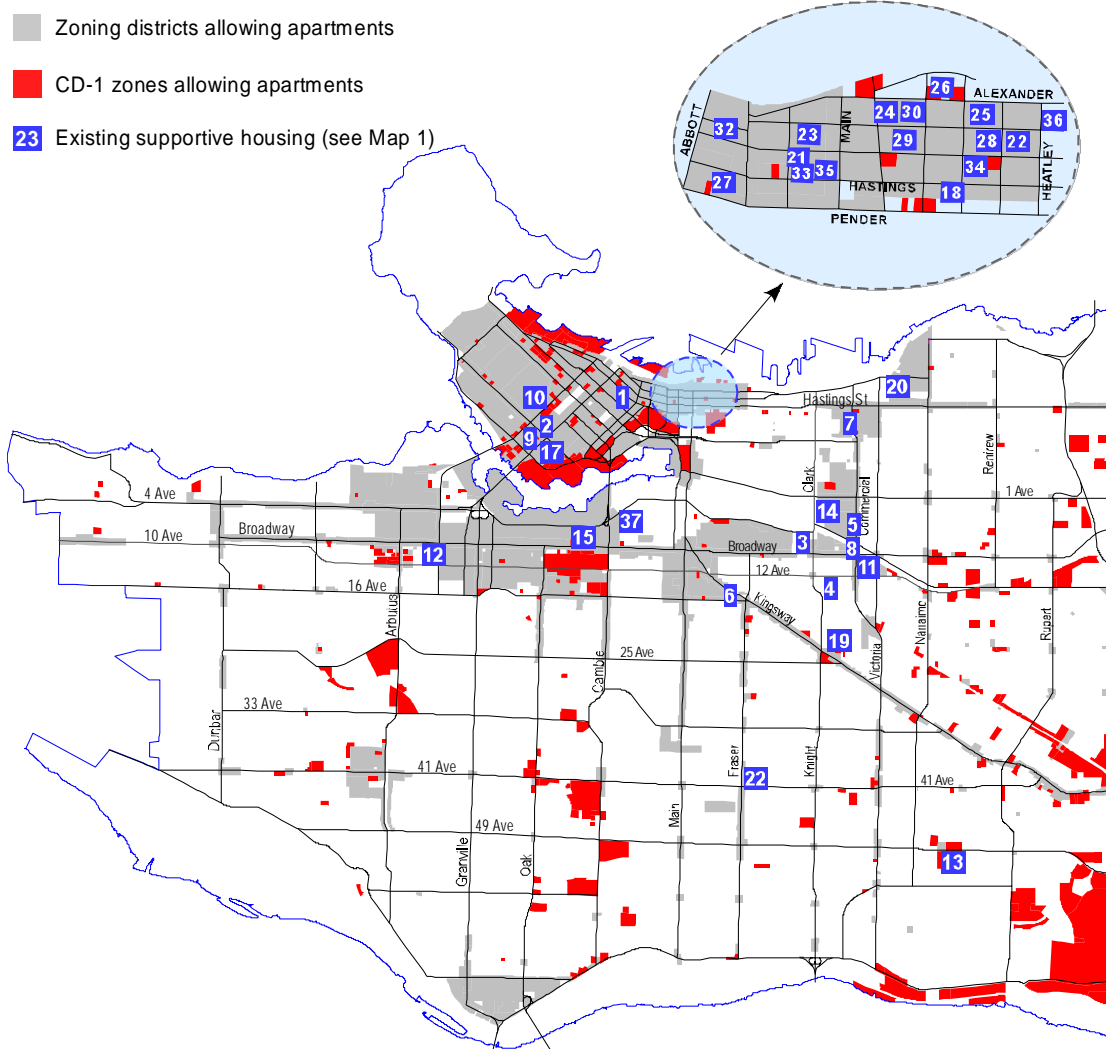 Zoning districts allowing apartments
CD-1 zones allowing apartments
23 Existing supportive housing (see Map 1)
26 ALEXANDER
24 30 25 36
ABBOTT 32 23 MAIN 29 28 22
21 33 35 34 HEATLEY
27 HASTINGS 18
PENDER
20
10 1 Hastings St
2 7
9 17
Renfrew
Clark
4 Ave 1 Ave
14 Commercial
37 5
10 Ave Broadway 15 Broadway 3 8
12 12 Ave 11
16 Ave 6 4
Arbutus Kingsway Nanaimo Rupert
19
25 Ave Victoria
Cambie
33 Ave
Dunbar
41 Ave Fraser 22 Knight 41 Ave
Main
49 Ave
Granville Oak 13